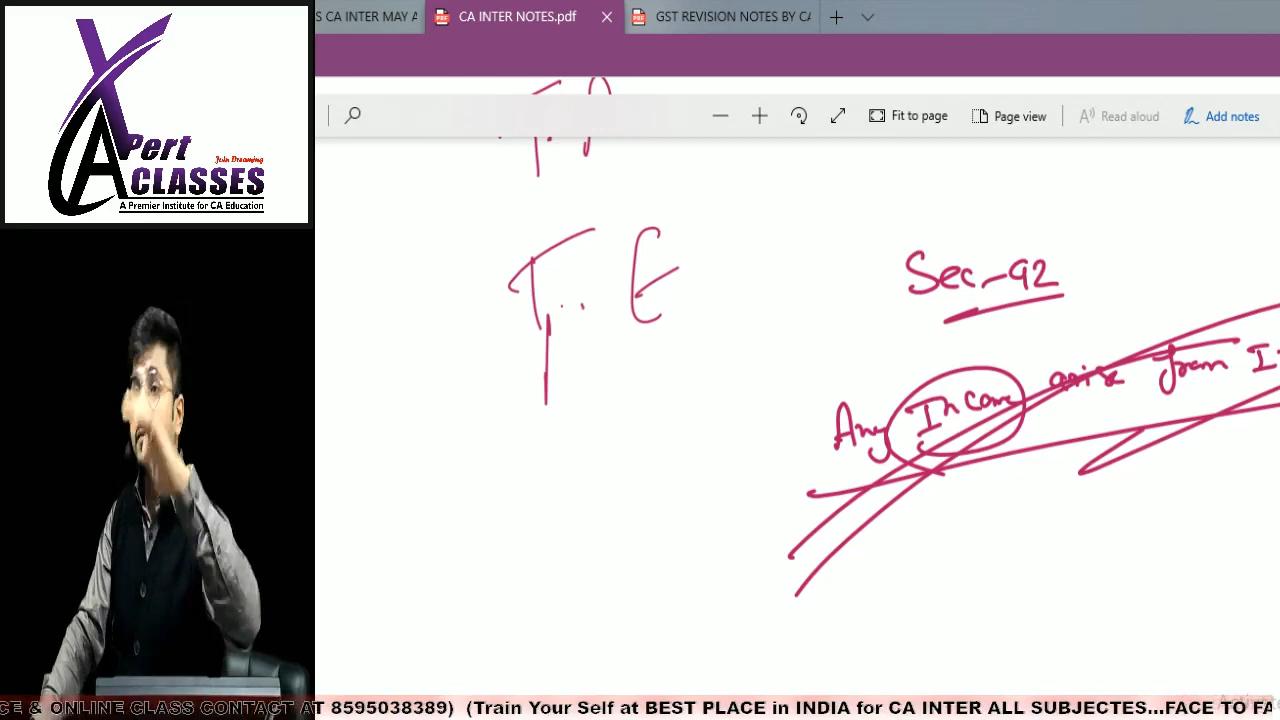 S CA INTER MAY A
CA INTER NOTES.pdf
GST REVISION NOTES BY CA
XPert
Join Dreaming
CA CLASSES
A Premier Institute for CA Education
Fit to page
Page view
Read aloud
Add notes
T. E
Sec-92
Any Income arise from I
CE & ONLINE CLASS CONTACT AT 8595038389) (Train Your Self at BEST PLACE in INDIA for CA INTER ALL SUBJECTES...FACE TO FA